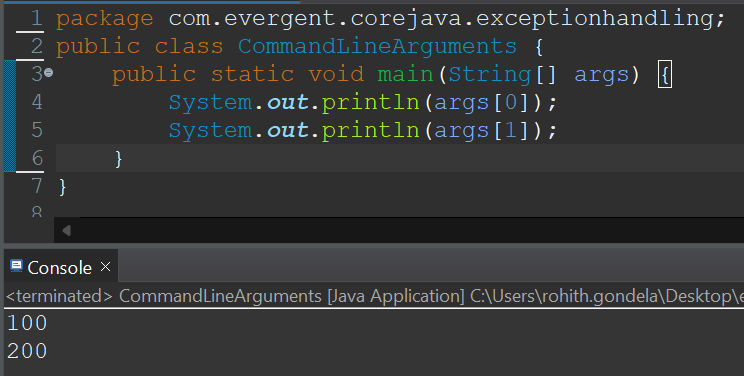 1 package com.evergent.corejava.exceptionhandling;
2 public class CommandLineArguments {
3 public static void main(String[] args) {
4 System.out.println(args[0]);
5 System.out.println(args[1]);
6 }
7 }
8
Console
<terminated> CommandLineArguments [Java Application] C:\Users\rohith.gondela\Desktop\e
100
200